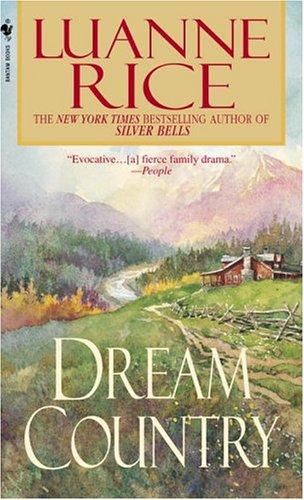 BANTAM BOOKS
LUANNE
RICE
THE NEW YORK TIMES BESTSELLING AUTHOR OF
SILVER BELLS
"Evocative...[a] fierce family drama."
—People
DREAM
COUNTRY